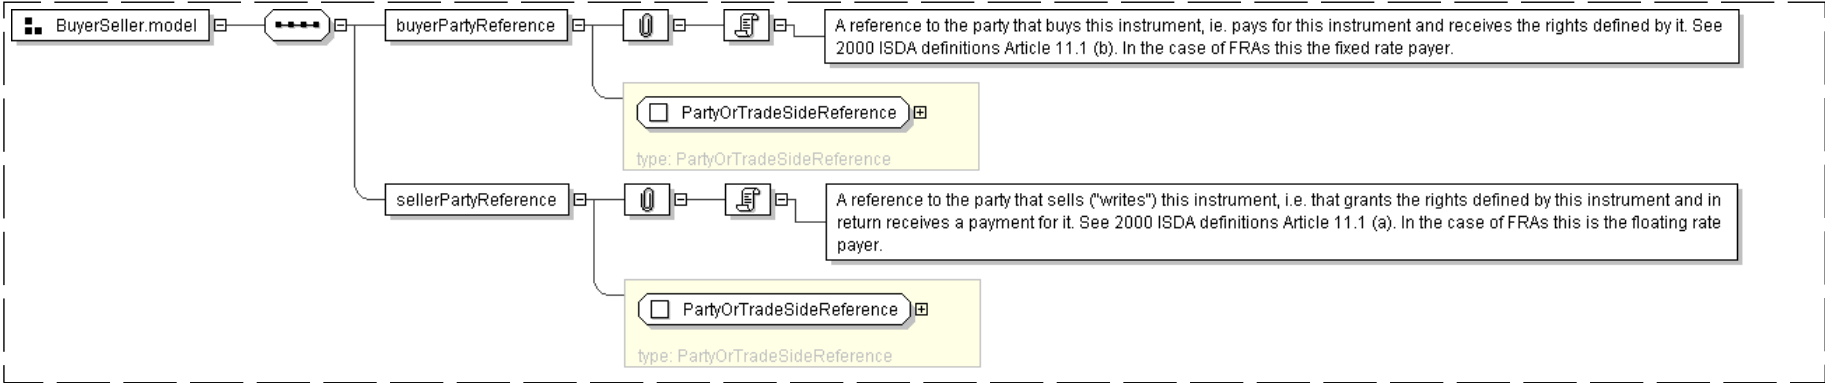 BuyerSeller.model
buyerPartyReference
A reference to the party that buys this instrument, ie. pays for this instrument and receives the rights defined by it. See
2000 ISDA definitions Article 11.1 (b). In the case of FRAs this the fixed rate payer.
PartyOrTradeSideReference
type: PartyOrTradeSideReference
sellerPartyReference
A reference to the party that sells ("writes") this instrument, i.e. that grants the rights defined by this instrument and in
return receives a payment for it. See 2000 ISDA definitions Article 11.1 (a). In the case of FRAs this is the floating rate
payer.
PartyOrTradeSideReference
type: PartyOrTradeSideReference